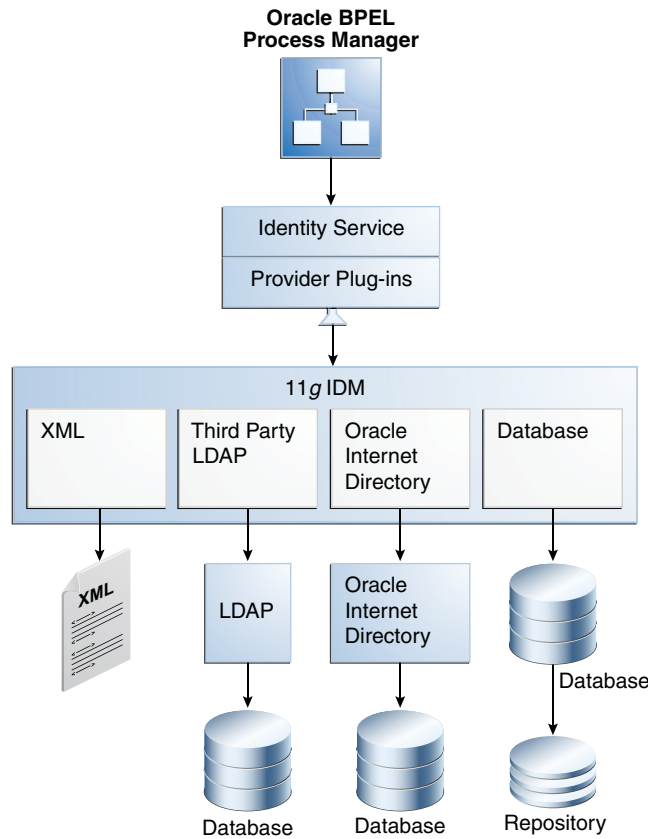 Oracle BPEL
Process Manager
Identity Service
Provider Plug-ins
11g IDM
XML
Third Party
LDAP
Oracle
Internet
Directory
Database
XML
LDAP
Oracle
Internet
Directory
Database
Database
Database
Repository